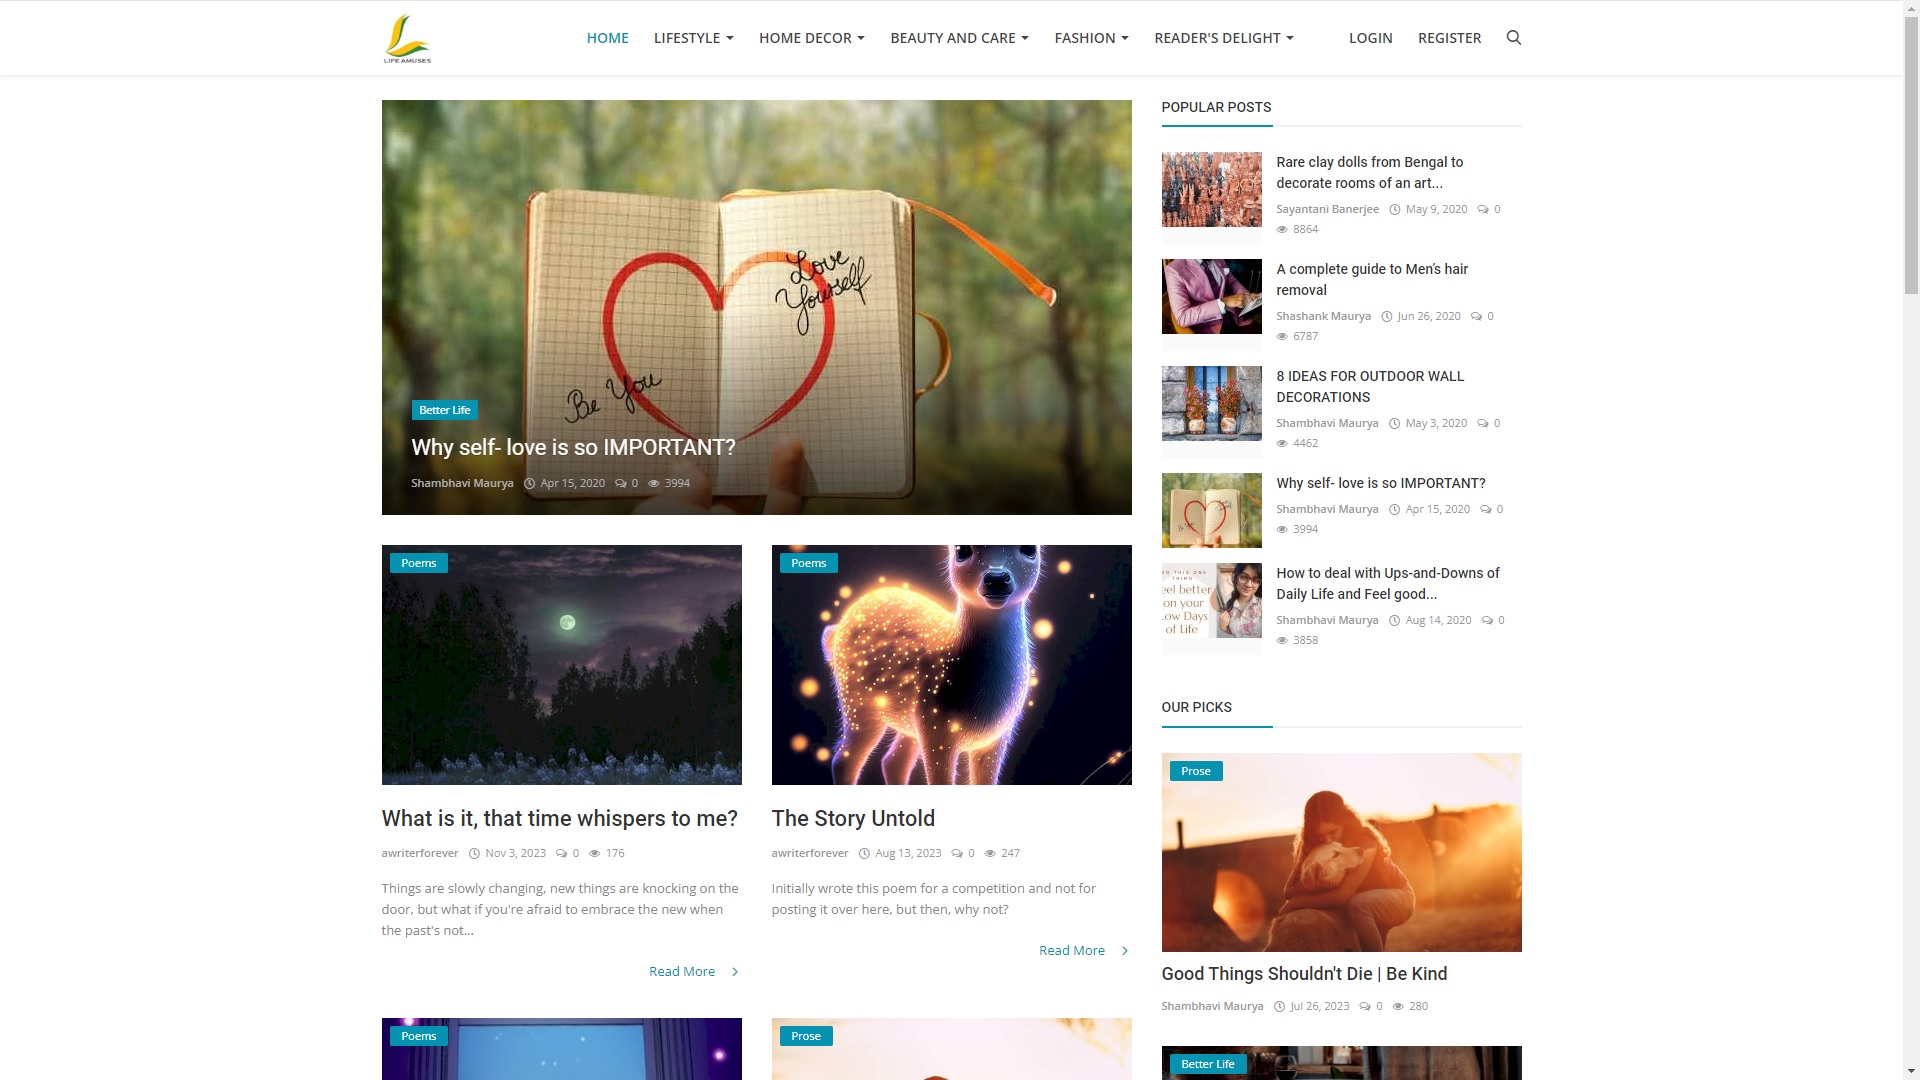 LIFE AMUSES
HOME
LIFESTYLE
HOME DECOR
BEAUTY AND CARE
FASHION
READER'S DELIGHT
LOGIN
REGISTER
Love
Yourself
Be You
Better Life
Why self- love is so IMPORTANT?
Shambhavi Maurya Apr 15, 2020 0 3994
Poems
What is it, that time whispers to me?
awriterforever Nov 3, 2023 0 176
Things are slowly changing, new things are knocking on the
door, but what if you're afraid to embrace the new when
the past's not...
Read More
Poems
The Story Untold
awriterforever Aug 13, 2023 0 247
Initially wrote this poem for a competition and not for
posting it over here, but then, why not?
Read More
Poems
Prose
POPULAR POSTS
Rare clay dolls from Bengal to
decorate rooms of an art...
Sayantani Banerjee May 9, 2020 0
8864
A complete guide to Men’s hair
removal
Shashank Maurya Jun 26, 2020 0
6787
8 IDEAS FOR OUTDOOR WALL
DECORATIONS
Shambhavi Maurya May 3, 2020 0
4462
Why self- love is so IMPORTANT?
Shambhavi Maurya Apr 15, 2020 0
3994
O THIS ONE
THING
eel better
on your
Low Days
of Life
How to deal with Ups-and-Downs of
Daily Life and Feel good...
Shambhavi Maurya Aug 14, 2020 0
3858
OUR PICKS
Prose
Good Things Shouldn't Die | Be Kind
Shambhavi Maurya Jul 26, 2023 0 280
Better Life